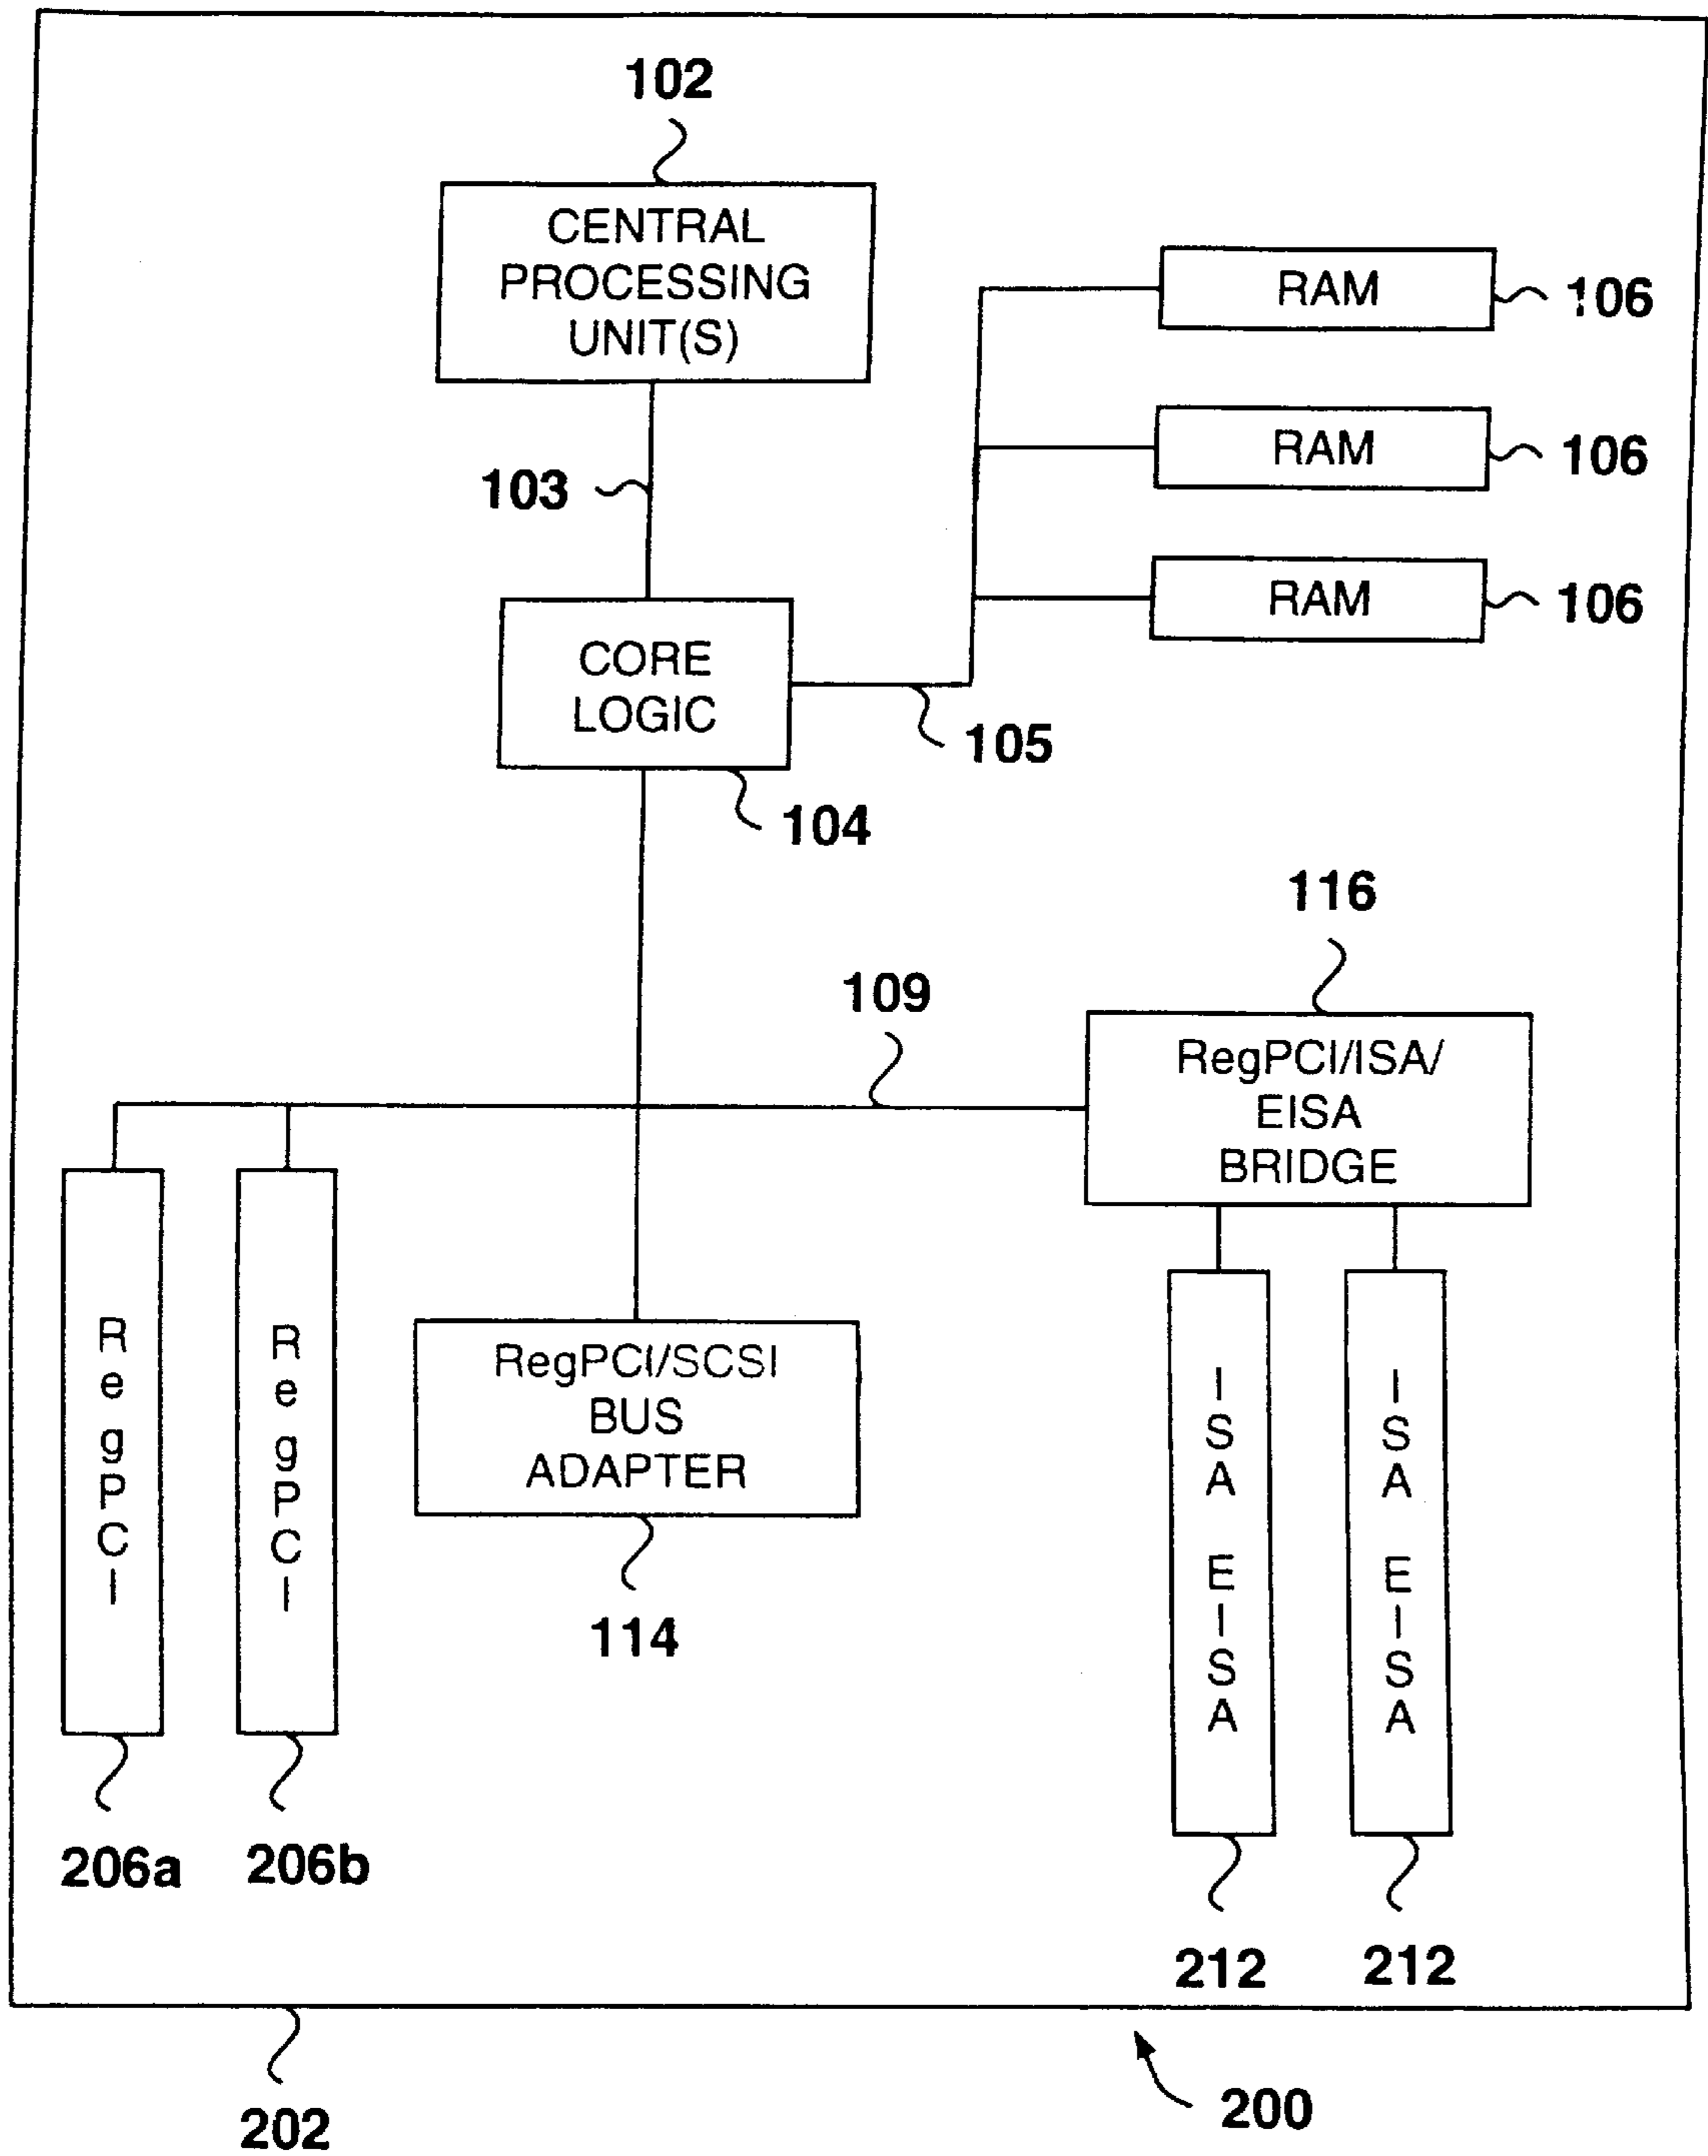 102
CENTRAL
PROCESSING
UNIT(S)
RAM
106
RAM
106
103
RAM
106
CORE
LOGIC
105
104
116
109
RegPCI/ISA/
EISA
BRIDGE
RegPCI
RegPCI
RegPCI/SCSI
BUS
ADAPTER
ISA EISA
ISA EISA
114
206a
206b
212
212
202
200